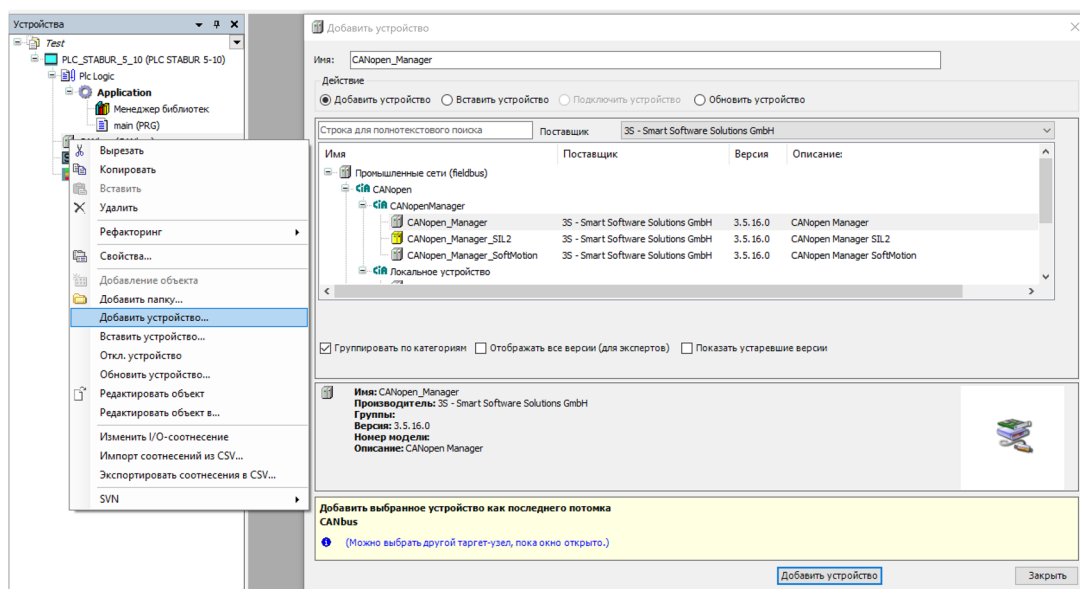 Устройства
Test
PLC_STABUR_5_10 (PLC STABUR 5-10)
Plc Logic
Application
Менеджер библиотек
main (PRG)
Вырезать
Копировать
Вставить
Удалить
Рефакторинг
Свойства...
Добавление объекта
Добавить папку...
Добавить устройство...
Вставить устройство...
Откл. устройство
Обновить устройство...
Редактировать объект
Редактировать объект в...
Изменить I/O-соотнесение
Импорт соотнесений из CSV...
Экспортировать соотнесения в CSV...
SVN
Добавить устройство
Имя: CANopen_Manager
Действие
Добавить устройство Вставить устройство Подключить устройство Обновить устройство
Строка для полнотекстового поиска Поставщик 3S - Smart Software Solutions GmbH
Имя Поставщик Версия Описание:
Промышленные сети (fieldbus)
CiA CANopen
CiA CANopenManager
CANopen_Manager 3S - Smart Software Solutions GmbH 3.5.16.0 CANopen Manager
CANopen_Manager_SIL2 3S - Smart Software Solutions GmbH 3.5.16.0 CANopen Manager SIL2
CANopen_Manager_SoftMotion 3S - Smart Software Solutions GmbH 3.5.16.0 CANopen Manager SoftMotion
CiA Локальное устройство
Группировать по категориям Отображать все версии (для экспертов) Показать устаревшие версии
Имя: CANopen_Manager
Производитель: 3S - Smart Software Solutions GmbH
Группы:
Версия: 3.5.16.0
Номер модели:
Описание: CANopen Manager
Добавить выбранное устройство как последнего потомка
CANbus
(Можно выбрать другой таргет-узел, пока окно открыто.)
Добавить устройство Закрыть